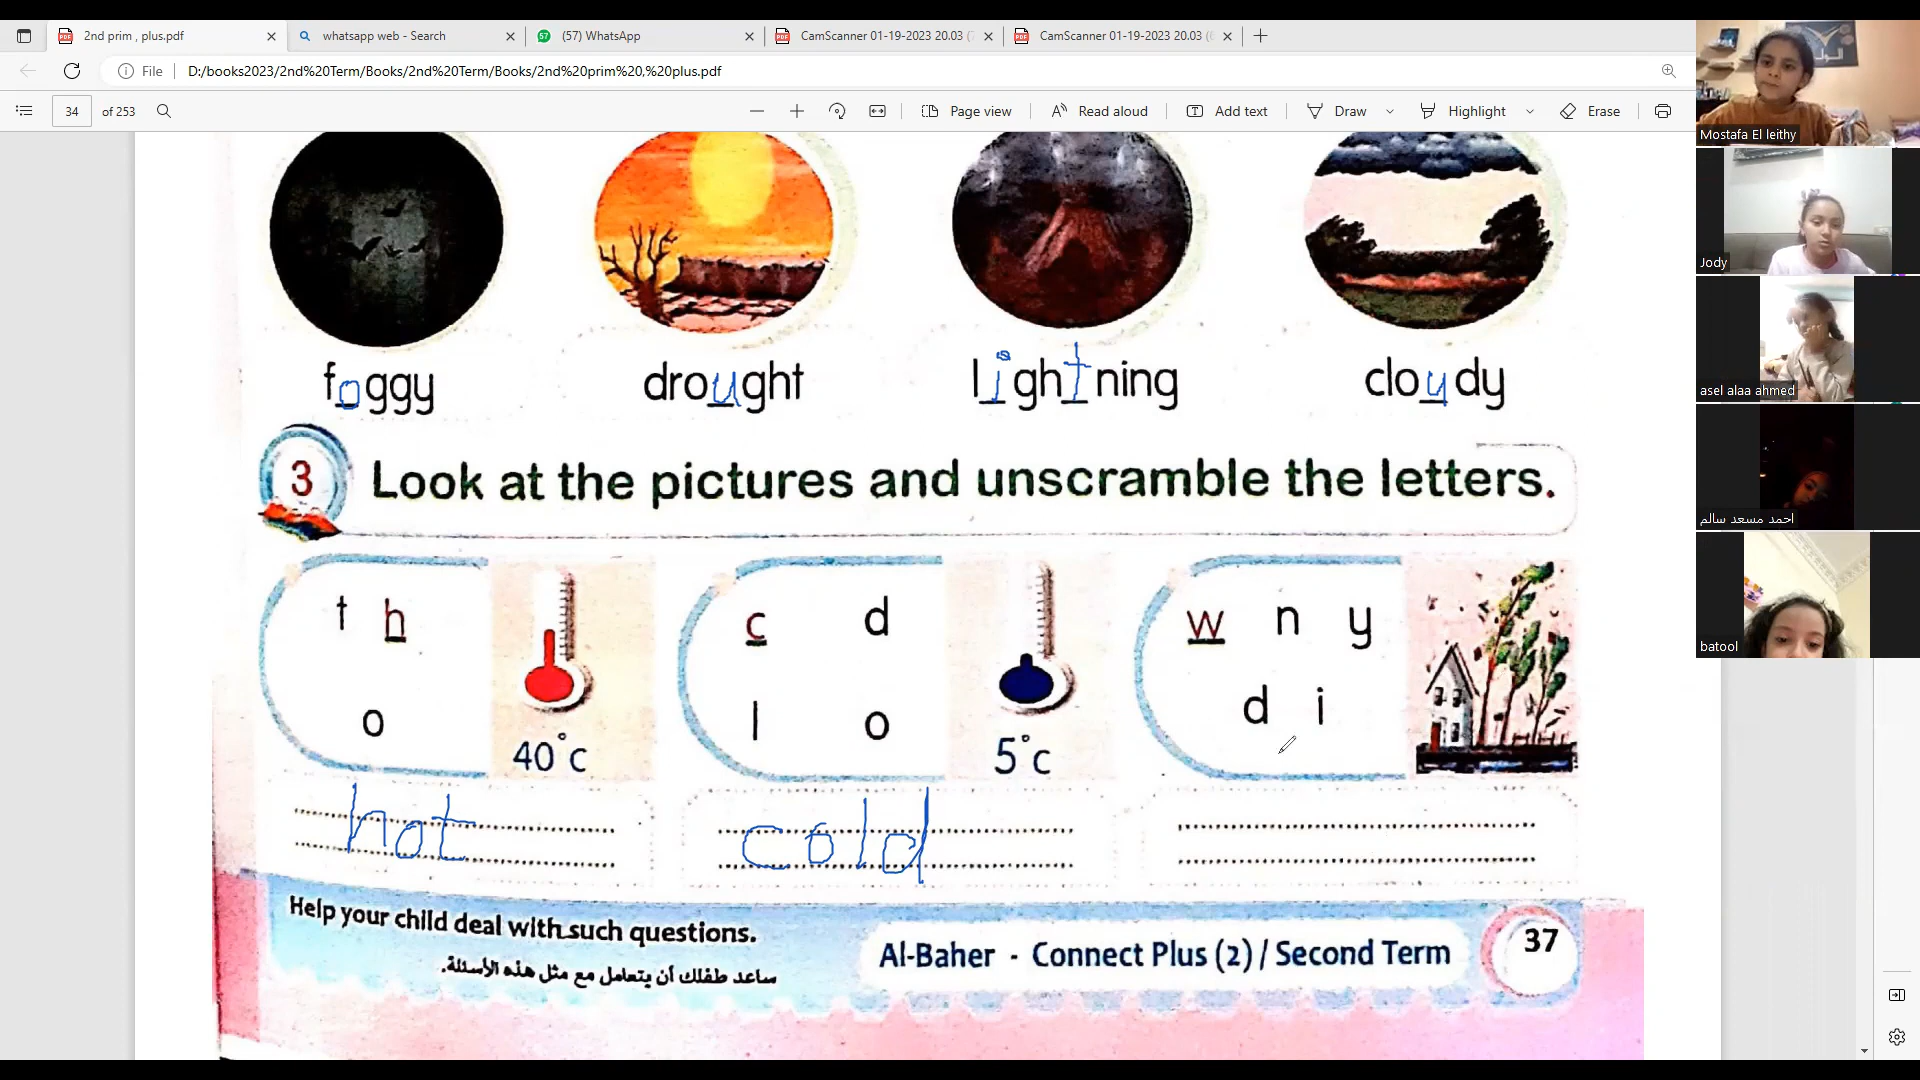 2nd prim , plus.pdf
whatsapp web - Search
(57) WhatsApp
CamScanner 01-19-2023 20.03 (
CamScanner 01-19-2023 20.03 (
File D:/books2023/2nd%20Term/Books/2nd%20Term/Books/2nd%20prim%20,%20plus.pdf
34 of 253 Page view Read aloud Add text Draw Highlight Erase
foggy drought lightning cloudy
3 Look at the pictures and unscramble the letters.
t h c d w n y
o l o d i
40°c 5°c
hot cold
Help your child deal with such questions.
ساعد طفلك أن يتعامل مع مثل هذه الأسئلة.
Al-Baher - Connect Plus (2) / Second Term 37
Mostafa El leithy
Jody
asel alaa ahmed
احمد مسعد سالم
batool